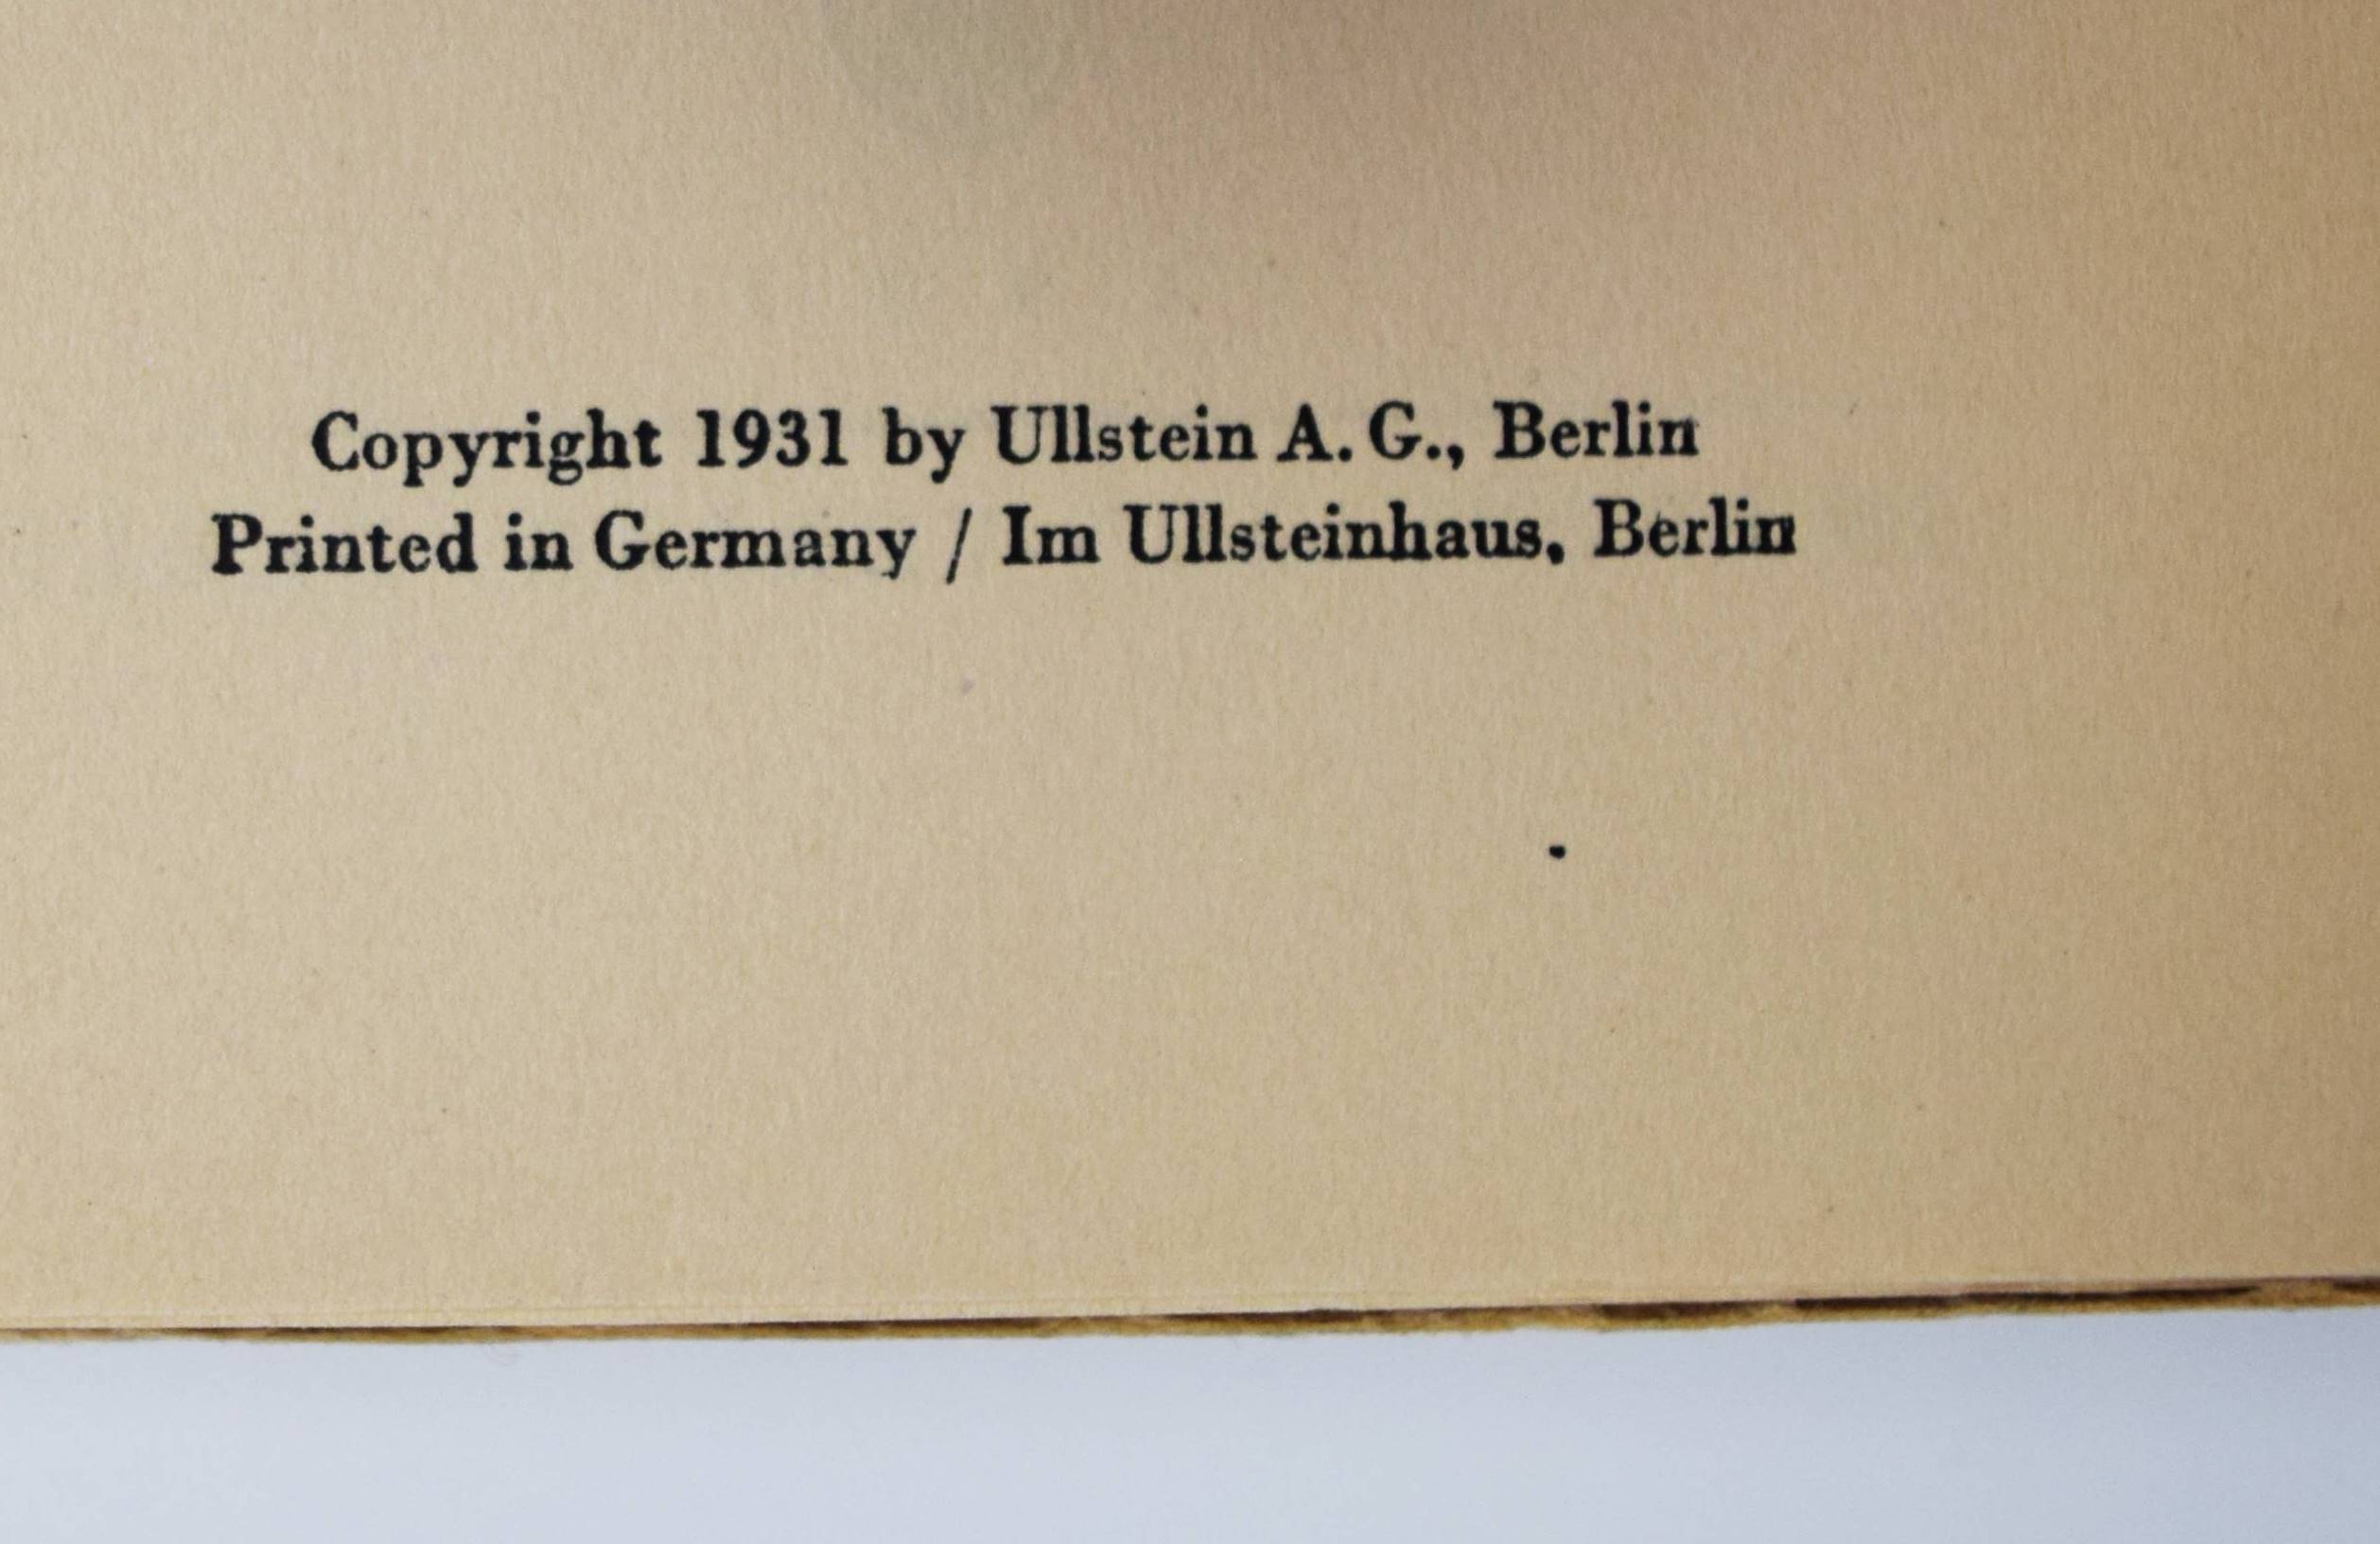 Copyright 1931 by Ullstein A. G., Berlin
Printed in Germany / Im Ullsteinhaus, Berlin